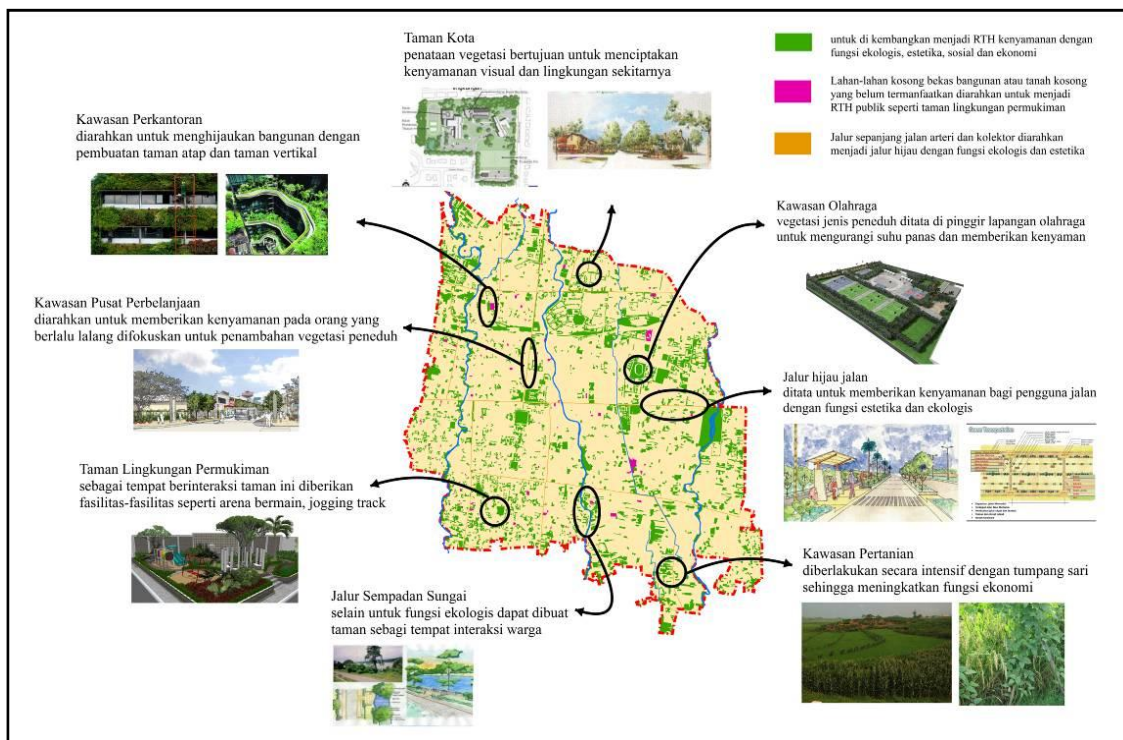 Taman Kota
penataan vegetasi bertujuan untuk menciptakan
kenyamanan visual dan lingkungan sekitarnya
untuk di kembangkan menjadi RTH kenyamanan dengan
fungsi ekologis, estetika, sosial dan ekonomi
Lahan-lahan kosong bekas bangunan atau tanah kosong
yang belum termanfaatkan diarahkan untuk menjadi
RTH publik seperti taman lingkungan permukiman
Jalur sepanjang jalan arteri dan kolektor diarahkan
menjadi jalur hijau dengan fungsi ekologis dan estetika
Kawasan Perkantoran
diarahkan untuk menghijaukan bangunan dengan
pembuatan taman atap dan taman vertikal
Kawasan Olahraga
vegetasi jenis peneduh ditata di pinggir lapangan olahraga
untuk mengurangi suhu panas dan memberikan kenyaman
Kawasan Pusat Perbelanjaan
diarahkan untuk memberikan kenyamanan pada orang yang
berlalu lalang difokuskan untuk penambahan vegetasi peneduh
Jalur hijau jalan
ditata untuk memberikan kenyamanan bagi pengguna jalan
dengan fungsi estetika dan ekologis
Taman Lingkungan Permukiman
sebagai tempat berinteraksi taman ini diberikan
fasilitas-fasilitas seperti arena bermain, jogging track
Kawasan Pertanian
diberlakukan secara intensif dengan tumpang sari
sehingga meningkatkan fungsi ekonomi
Jalur Sempadan Sungai
selain untuk fungsi ekologis dapat dibuat
taman sebagi tempat interaksi warga